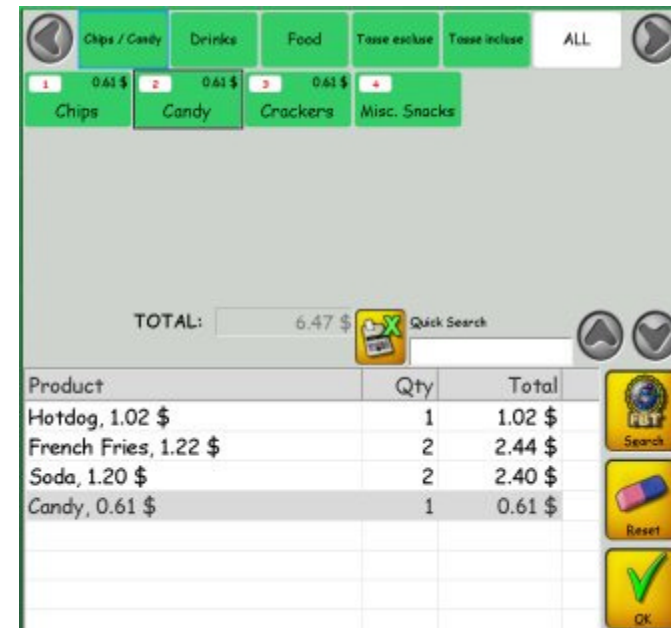 Chips / Candy Drinks Food Tasse escluse Tasse incluse ALL
1 0.61 $ 2 0.61 $ 3 0.61 $ 4
Chips Candy Crackers Misc. Snacks
TOTAL: 6.47 $ Quick Search
Product Qty Total
Hotdog, 1.02 $ 1 1.02 $
French Fries, 1.22 $ 2 2.44 $
Soda, 1.20 $ 2 2.40 $
Candy, 0.61 $ 1 0.61 $
FBT
Search
Reset
OK